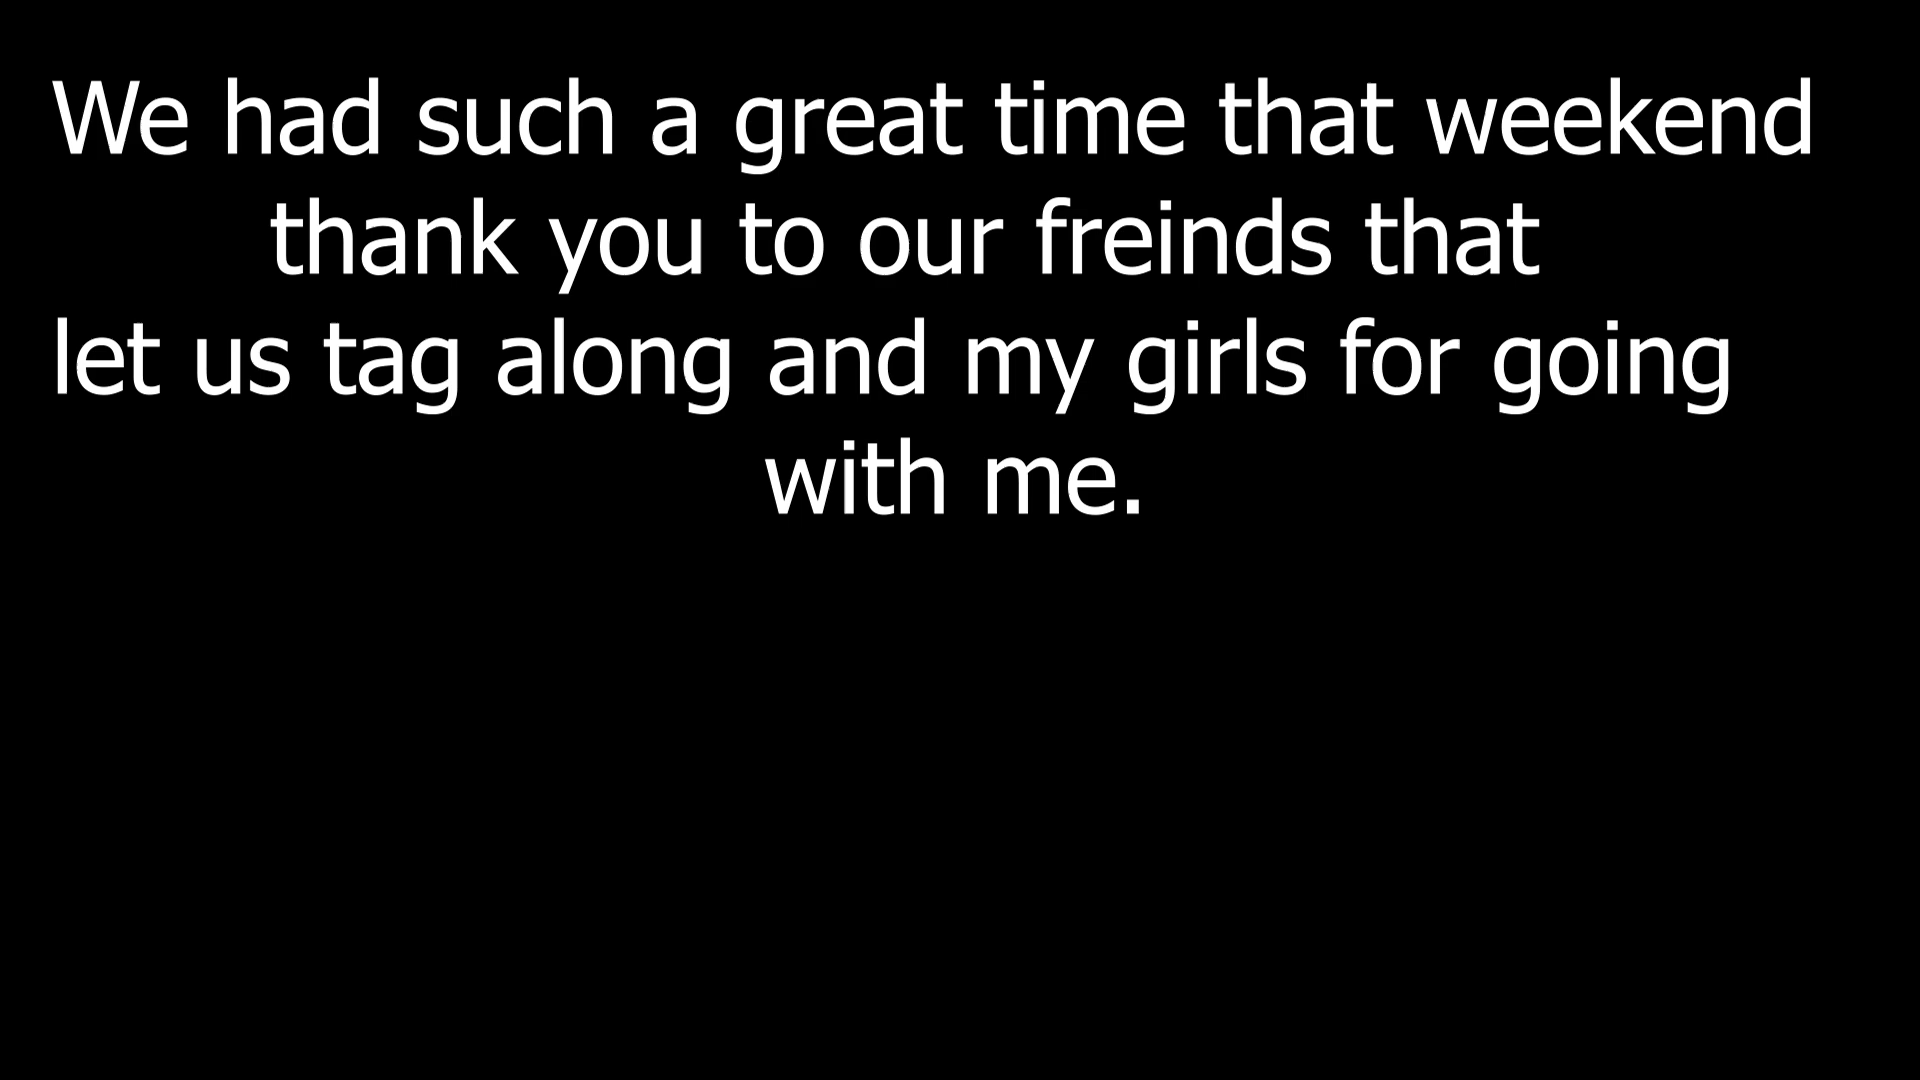 We had such a great time that weekend
thank you to our freinds that
let us tag along and my girls for going
with me.